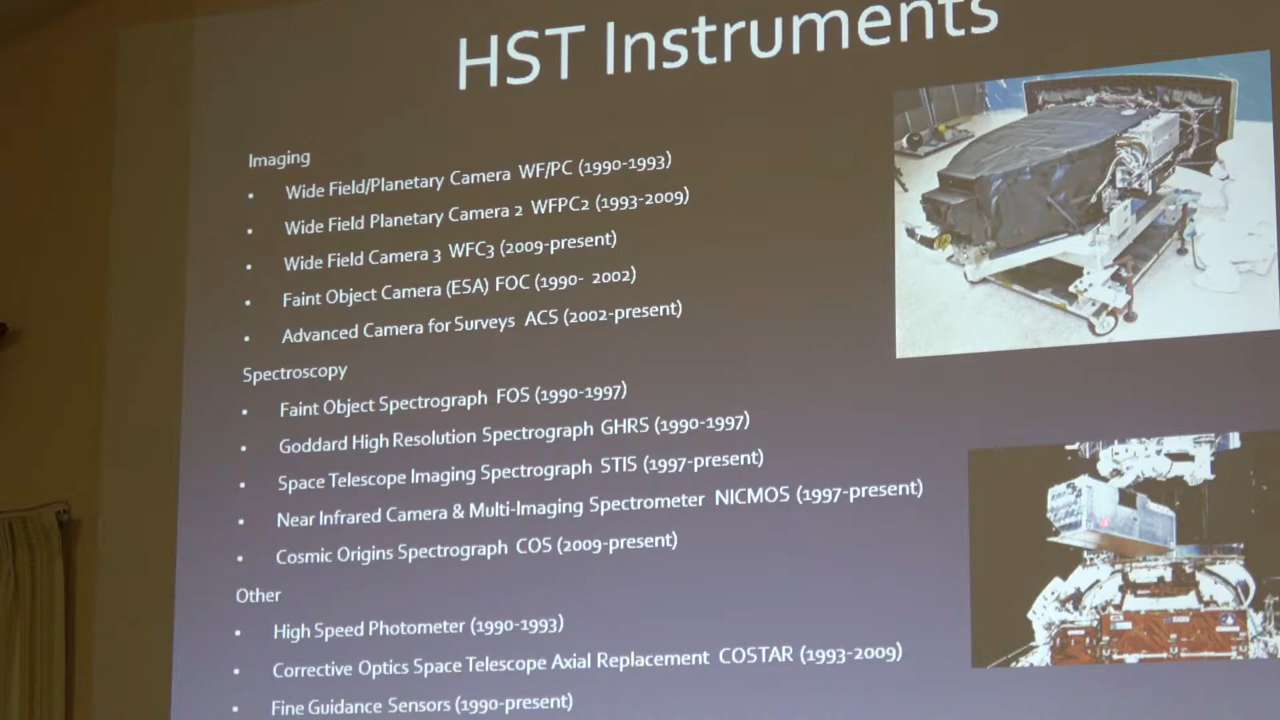 HST Instruments
Imaging
• Wide Field/Planetary Camera WF/PC (1990-1993)
• Wide Field Planetary Camera 2 WFPC2 (1993-2009)
• Wide Field Camera 3 WFC3 (2009-present)
• Faint Object Camera (ESA) FOC (1990- 2002)
• Advanced Camera for Surveys ACS (2002-present)
Spectroscopy
• Faint Object Spectrograph FOS (1990-1997)
• Goddard High Resolution Spectrograph GHRS (1990-1997)
• Space Telescope Imaging Spectrograph STIS (1997-present)
• Near Infrared Camera & Multi-Imaging Spectrometer NICMOS (1997-present)
• Cosmic Origins Spectrograph COS (2009-present)
Other
• High Speed Photometer (1990-1993)
• Corrective Optics Space Telescope Axial Replacement COSTAR (1993-2009)
• Fine Guidance Sensors (1990-present)